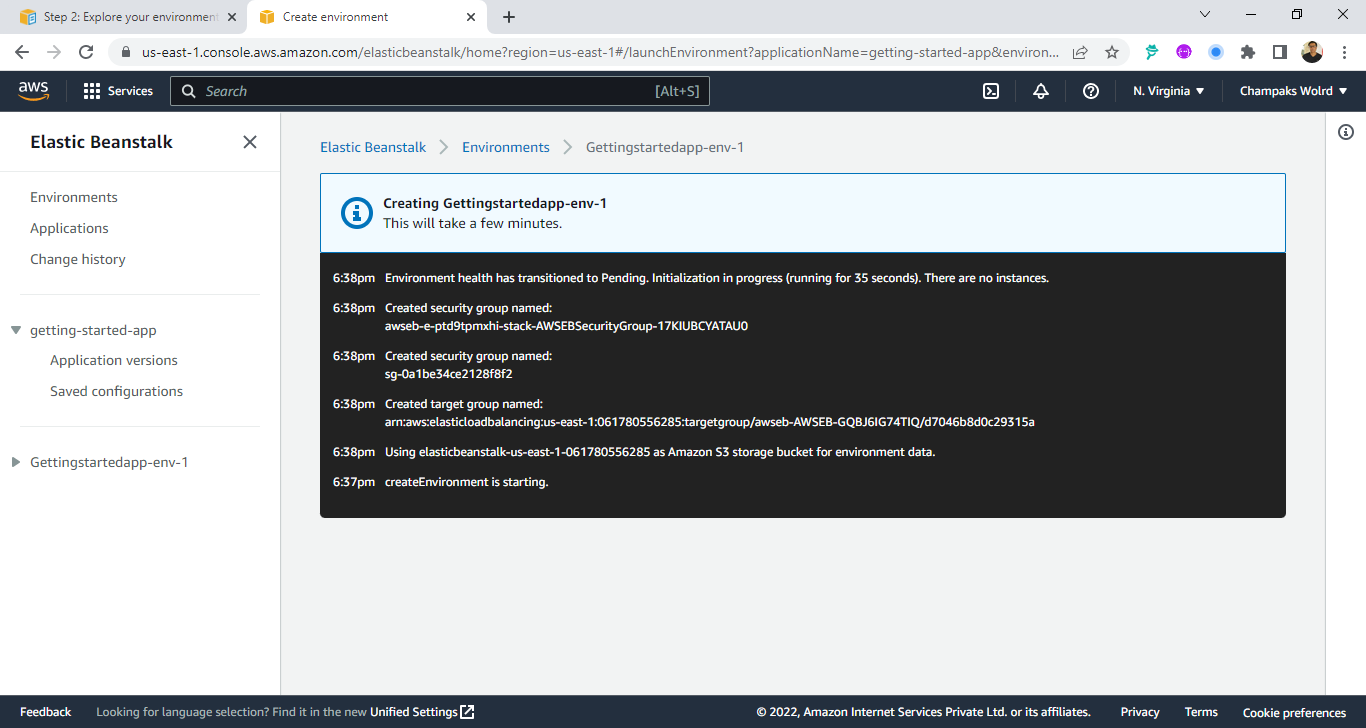 Step 2: Explore your environment
Create environment
us-east-1.console.aws.amazon.com/elasticbeanstalk/home?region=us-east-1#/launchEnvironment?applicationName=getting-started-app&environ...
aws
Services
Search
[Alt+S]
N. Virginia
Champaks Wolrd
Elastic Beanstalk
Environments
Applications
Change history
getting-started-app
Application versions
Saved configurations
Gettingstartedapp-env-1
Elastic Beanstalk
Environments
Gettingstartedapp-env-1
Creating Gettingstartedapp-env-1
This will take a few minutes.
6:38pm Environment health has transitioned to Pending. Initialization in progress (running for 35 seconds). There are no instances.
6:38pm Created security group named:
awseb-e-ptd9tpmxhi-stack-AWSEBSecurityGroup-17KIUBCYATAU0
6:38pm Created security group named:
sg-0a1be34ce2128f8f2
6:38pm Created target group named:
arn:aws:elasticloadbalancing:us-east-1:061780556285:targetgroup/awseb-AWSEB-GQBJ6IG74TIQ/d7046b8d0c29315a
6:38pm Using elasticbeanstalk-us-east-1-061780556285 as Amazon S3 storage bucket for environment data.
6:37pm createEnvironment is starting.
Feedback
Looking for language selection? Find it in the new Unified Settings
© 2022, Amazon Internet Services Private Ltd. or its affiliates.
Privacy
Terms
Cookie preferences